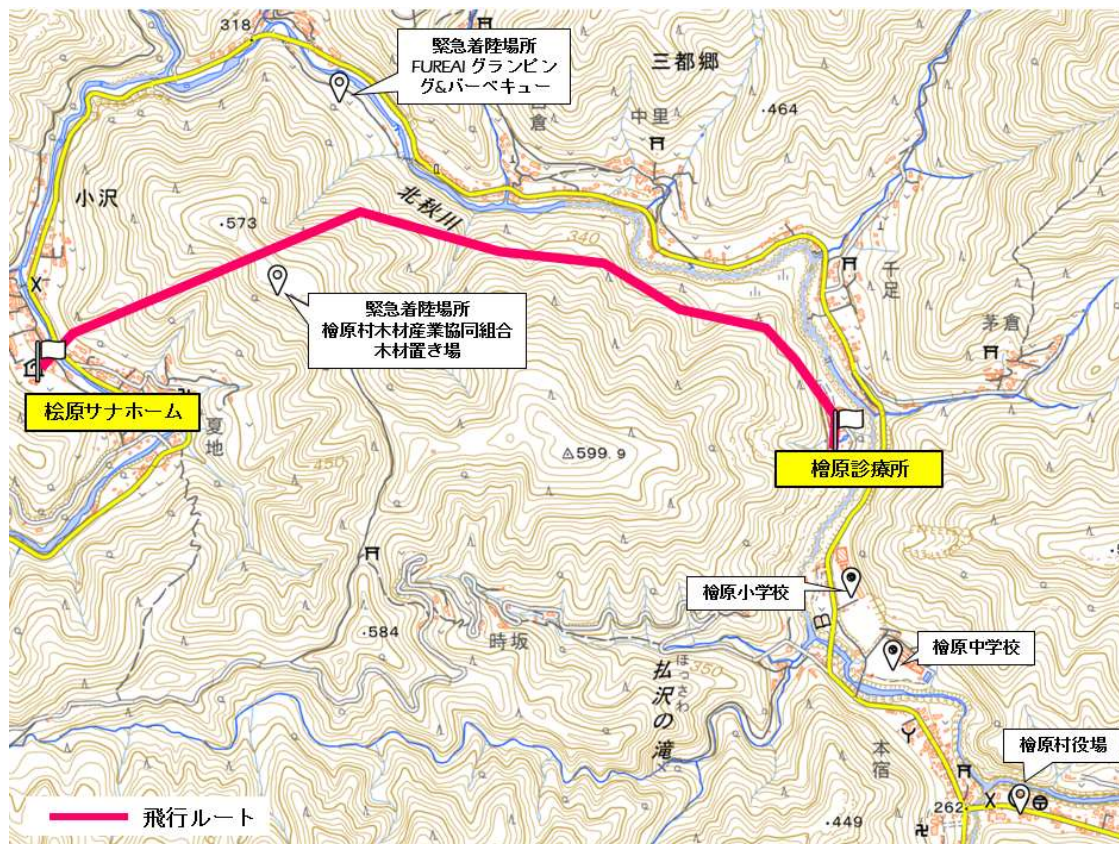 318
緊急着陸場所
FUREAI グランピン
グ&バーベキュー
三都郷
・464
中里
小沢
・573
北秋川
340
千足
緊急着陸場所
檜原村木材産業協同組合
木材置き場
茅倉
桧原サナホーム
夏地
450
599.9
檜原診療所
檜原小学校
・584
時坂
350
ほっさわ
払沢の滝
檜原中学校
本宿
檜原村役場
262
・449
飛行ルート